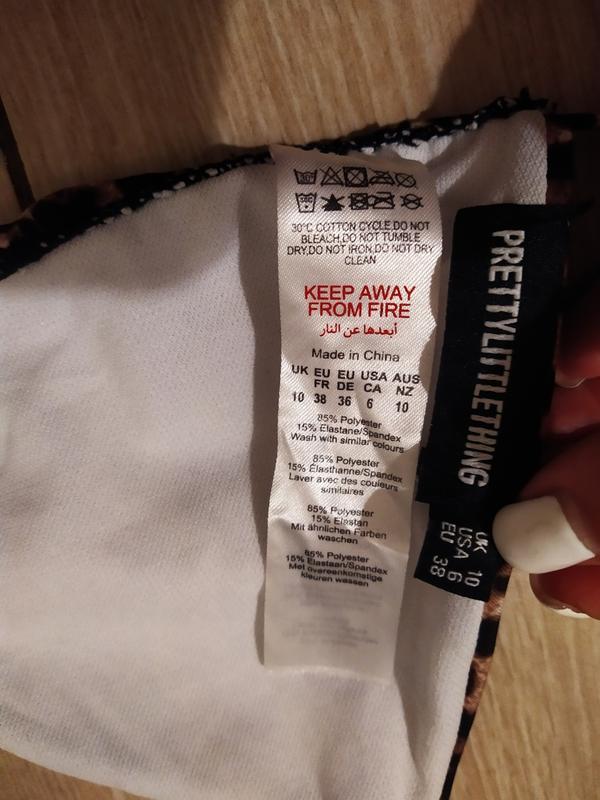 30°
30°C COTTON CYCLE,DO NOT
BLEACH,DO NOT TUMBLE
DRY,DO NOT IRON,DO NOT DRY
CLEAN
KEEP AWAY
FROM FIRE
أبعدها عن النار
Made in China
UK EU EU USA AUS
FR DE CA NZ
10 38 36 6 10
85% Polyester
15% Elastane/Spandex
Wash with similar colours
85% Polyester
15% Élasthanne/Spandex
Laver avec des couleurs
similaires
85% Polyester
15% Elastan
Mit ähnlichen Farben
waschen
85% Polyester
15% Elastaan/Spandex
Met overeenkomstige
kleuren wassen
PRETTYLITTLETHING
UK 10
USA 6
EU 38